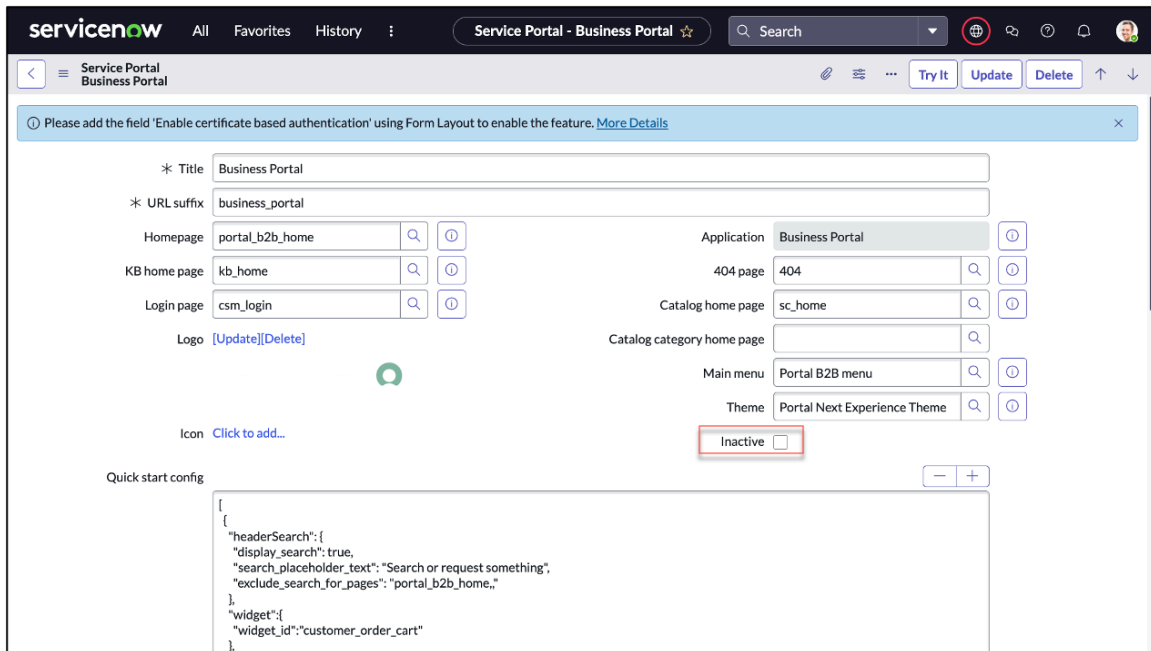 servicenow All Favorites History Service Portal - Business Portal Search
Service Portal
Business Portal
Try It Update Delete
Please add the field 'Enable certificate based authentication' using Form Layout to enable the feature. More Details
Title Business Portal
URL suffix business_portal
Homepage portal_b2b_home Application Business Portal
KB home page kb_home 404 page 404
Login page csm_login Catalog home page sc_home
Logo [Update][Delete] Catalog category home page
Main menu Portal B2B menu
Theme Portal Next Experience Theme
Icon Click to add...
Inactive
Quick start config
[
{
"headerSearch": {
"display_search": true,
"search_placeholder_text": "Search or request something",
"exclude_search_for_pages": "portal_b2b_home,,"
},
"widget":{
"widget_id":"customer_order_cart"
},